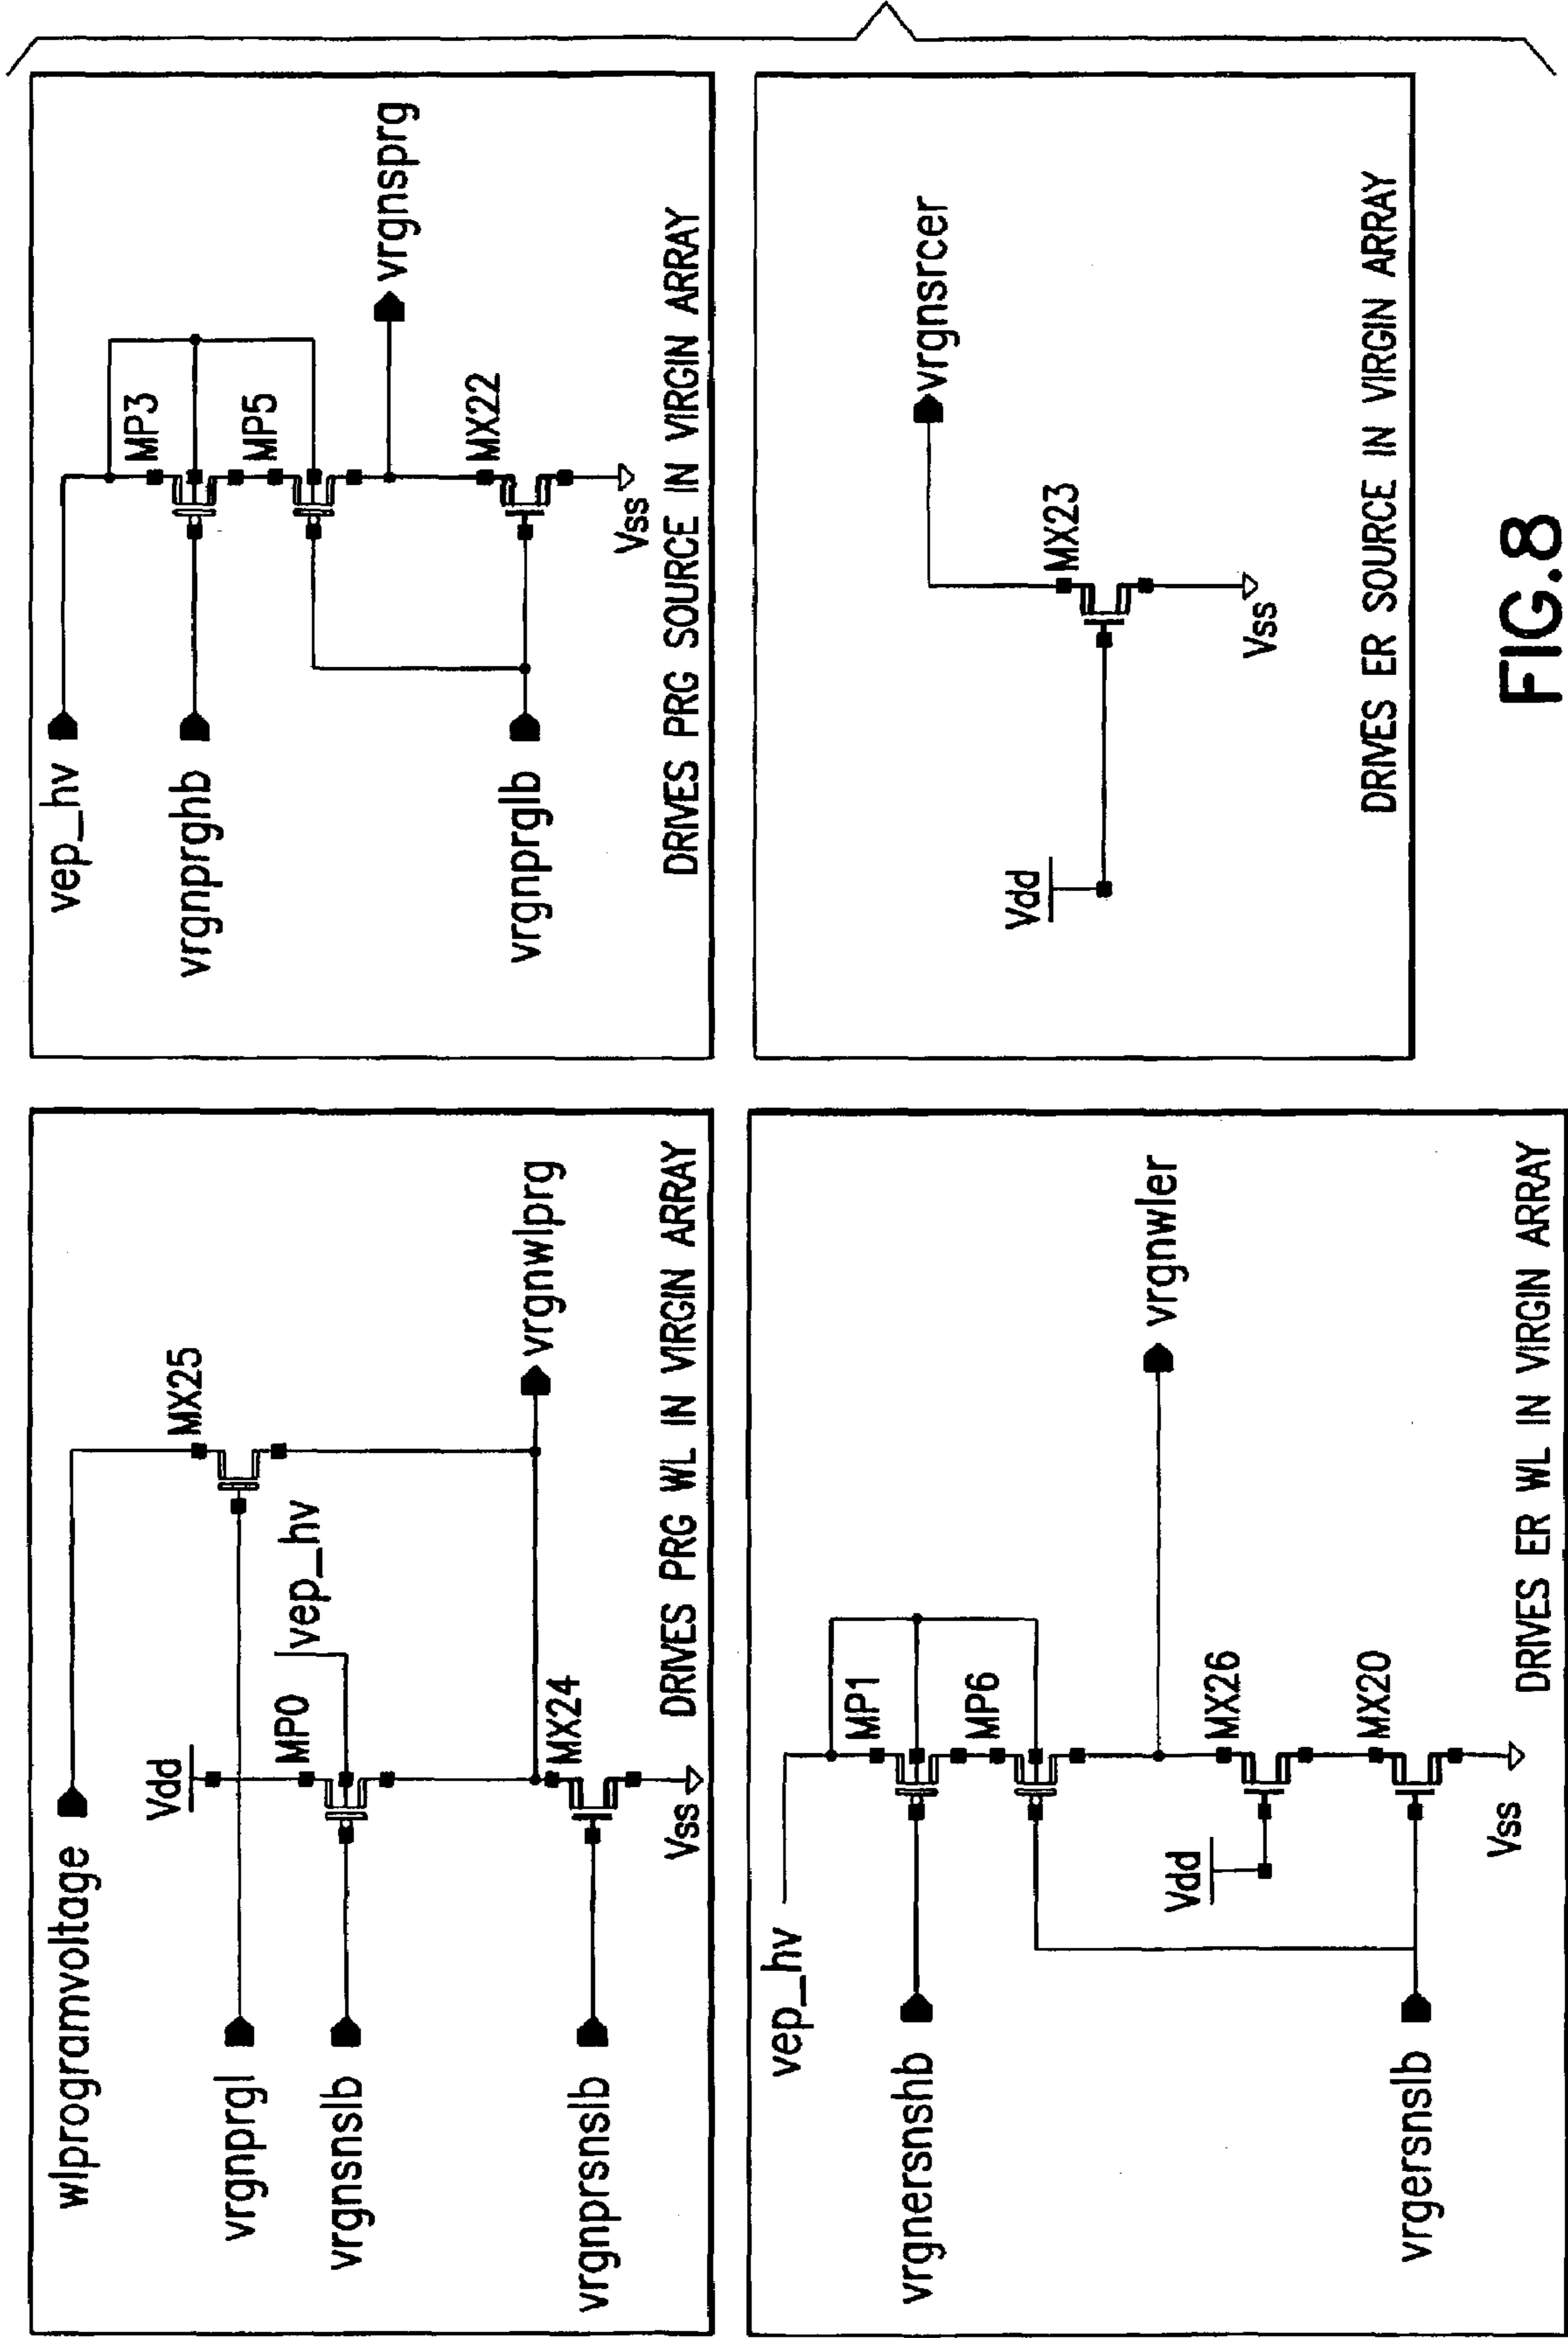 wlprogramvoltage
MX25
Vdd
vrgnprgl
MP0
vep_hv
vrgnsnslb
vrgnwlprg
MX24
vrgnprsnslb
Vss
DRIVES PRG WL IN VIRGIN ARRAY
vep_hv
MP3
vrgnprghb
MP5
vrgnsprg
MX22
vrgnprglb
Vss
DRIVES PRG SOURCE IN VIRGIN ARRAY
vep_hv
MP1
vrgnersnshb
MP6
vrgnwler
MX26
Vdd
MX20
vrgersnslb
Vss
DRIVES ER WL IN VIRGIN ARRAY
vrgnsrcer
MX23
Vdd
Vss
DRIVES ER SOURCE IN VIRGIN ARRAY
FIG.8